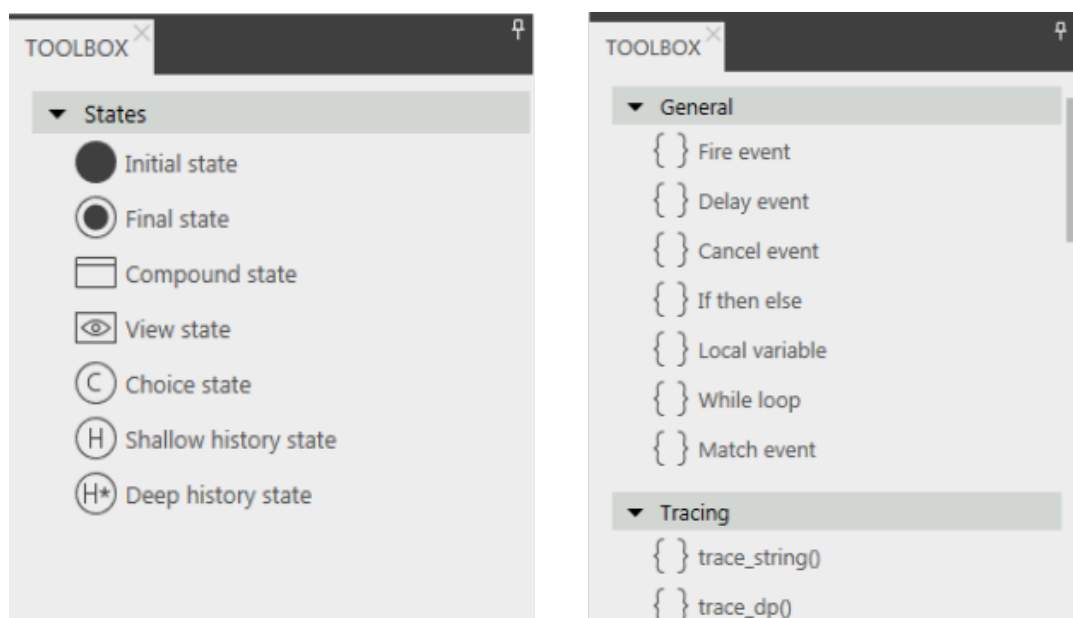 TOOLBOX
States
Initial state
Final state
Compound state
View state
C Choice state
H Shallow history state
H* Deep history state
TOOLBOX
General
{ } Fire event
{ } Delay event
{ } Cancel event
{ } If then else
{ } Local variable
{ } While loop
{ } Match event
Tracing
{ } trace_string()
{ } trace_dp()